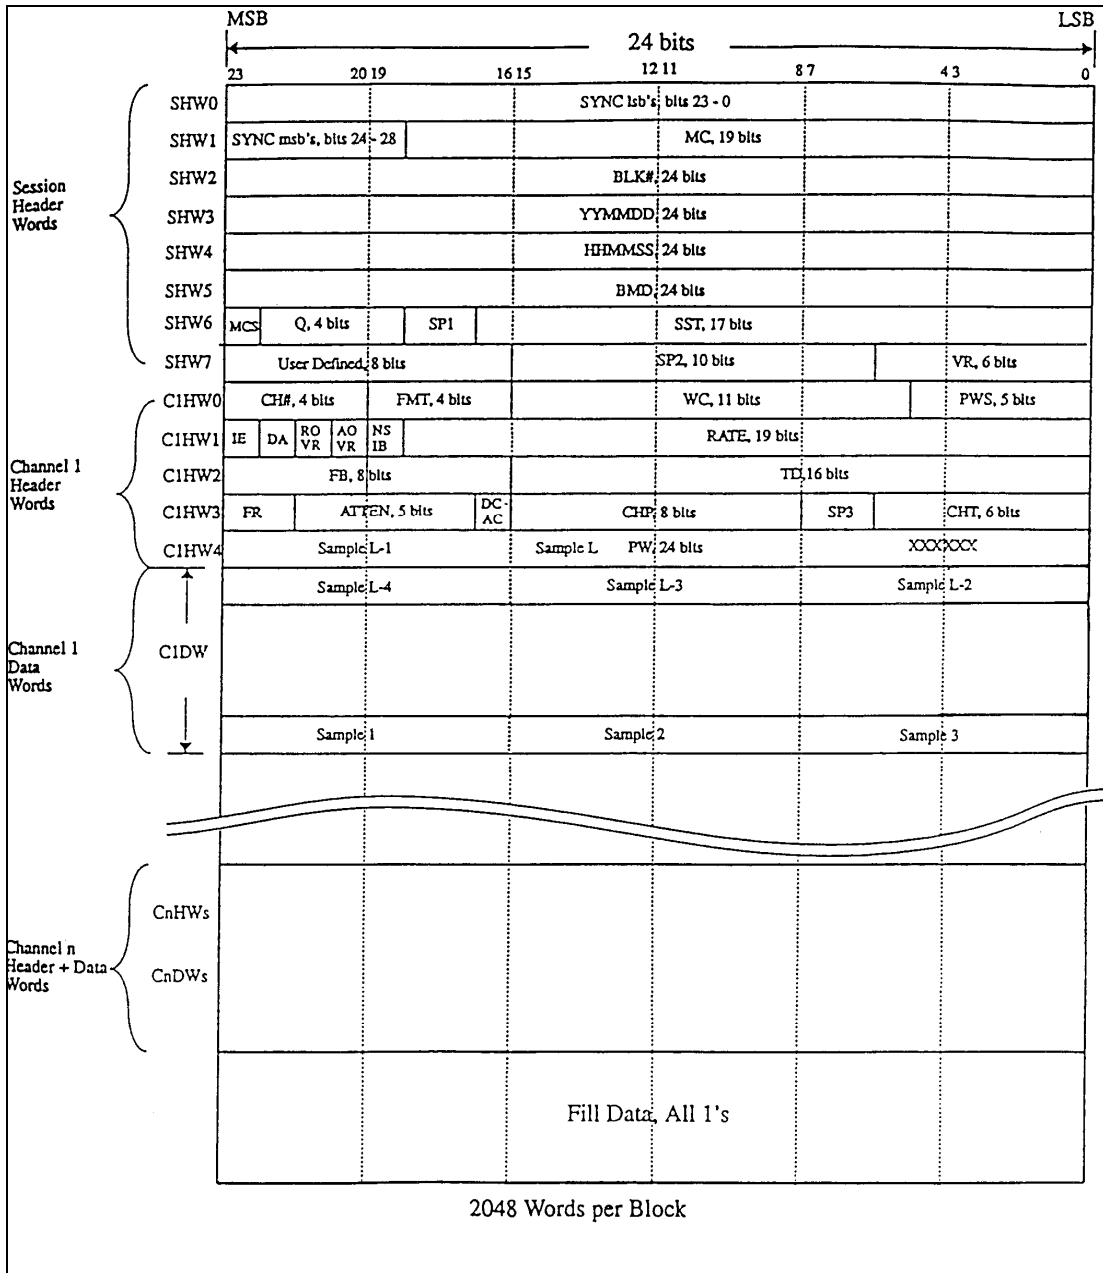 MSB LSB
24 bits
23 20 19 16 15 12 11 8 7 4 3 0
SHW0 SYNC lsb's, bits 23 - 0
SHW1 SYNC msb's, bits 24 - 28 MC, 19 bits
SHW2 BLK#, 24 bits
Session
Header
Words
SHW3 YYMMDD, 24 bits
SHW4 HHMMSS, 24 bits
SHW5 BMD, 24 bits
SHW6 MCS Q, 4 bits SP1 SST, 17 bits
SHW7 User Defined, 8 bits SP2, 10 bits VR, 6 bits
C1HW0 CH#, 4 bits FMT, 4 bits WC, 11 bits PWS, 5 bits
C1HW1 IE DA RO VR AO VR NS IB RATE, 19 bits
Channel 1
Header
Words
C1HW2 FB, 8 bits TD, 16 bits
C1HW3 FR ATTEN, 5 bits DC-AC CHP, 8 bits SP3 CHT, 6 bits
C1HW4 Sample L-1 Sample L PW, 24 bits XXXXXX
Sample L-4 Sample L-3 Sample L-2
Channel 1
Data
Words
C1DW
Sample 1 Sample 2 Sample 3
CnHWs
Channel n
Header + Data
Words
CnDWs
Fill Data, All 1's
2048 Words per Block